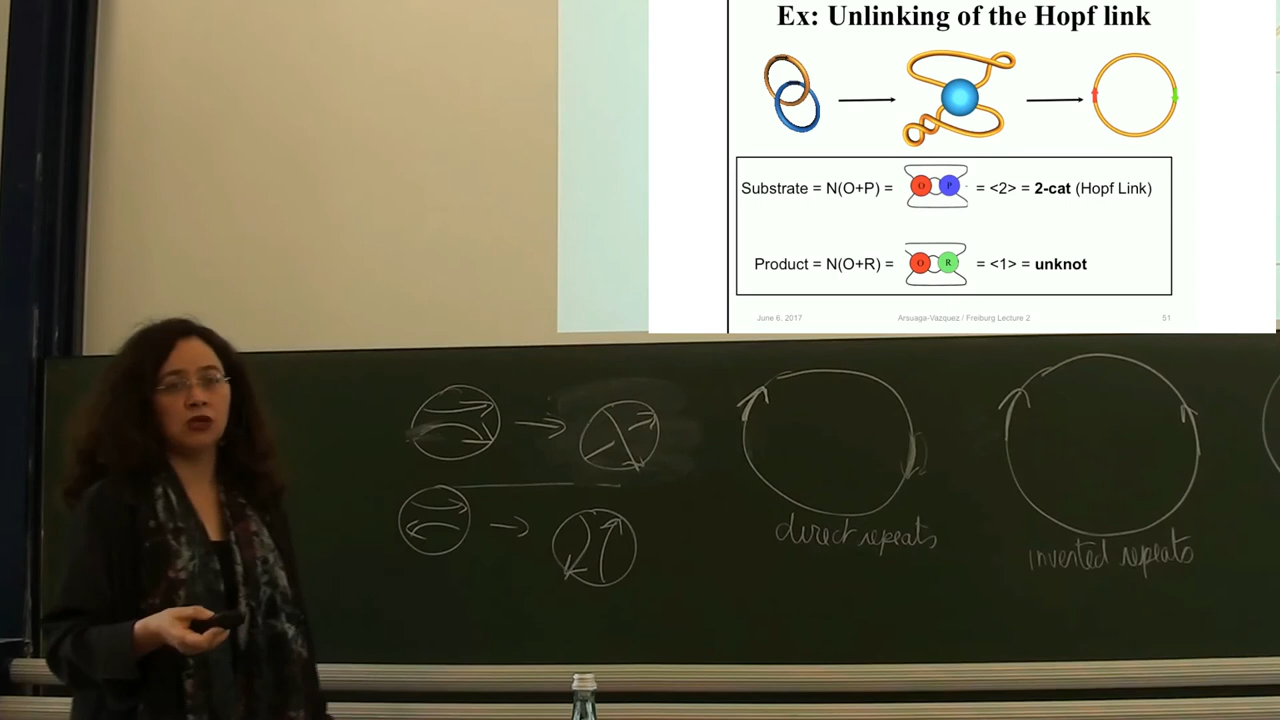 Ex: Unlinking of the Hopf link
Substrate = N(O+P) = O P = <2> = 2-cat (Hopf Link)
Product = N(O+R) = O R = <1> = unknot
June 6, 2017 Arsuaga-Vazquez / Freiburg Lecture 2 51
direct repeats
inverted repeats